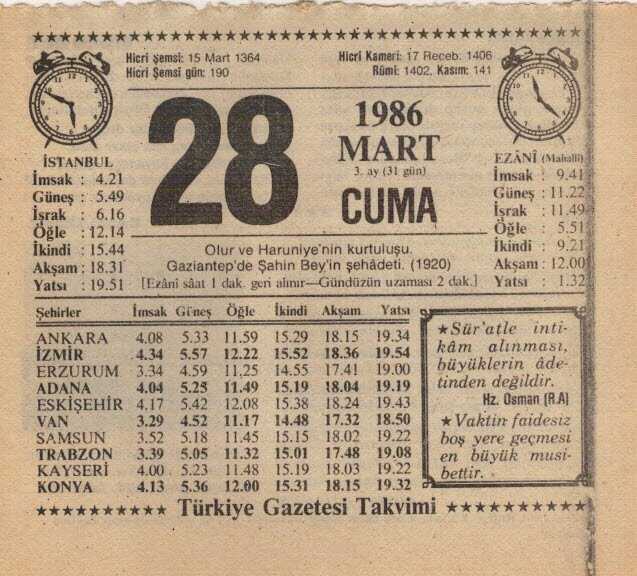 Hicri Şemsi: 15 Mart 1364
Hicri Şemsi gün: 190
Hicri Kameri: 17 Receb: 1406
Rûmi: 1402, Kasım: 141
28
1986
MART
3. ay (31 gün)
CUMA
İSTANBUL
İmsak : 4.21
Güneş : 5.49
İşrak : 6.16
Öğle : 12.14
İkindi : 15.44
Akşam : 18.31
Yatsı : 19.51
EZÂNÎ (Mahalli)
İmsak : 9.41
Güneş : 11.22
İşrak : 11.49
Öğle : 5.51
İkindi : 9.21
Akşam : 12.00
Yatsı : 1.32
Olur ve Haruniye'nin kurtuluşu.
Gaziantep'de Şahin Bey'in şehâdeti. (1920)
[Ezânî sâat 1 dak. geri alınır—Gündüzün uzaması 2 dak.]
Şehirler İmsak Güneş Öğle İkindi Akşam Yatsı
ANKARA 4.08 5.33 11.59 15.29 18.15 19.34
İZMİR 4.34 5.57 12.22 15.52 18.36 19.54
ERZURUM 3.34 4.59 11,25 14.55 17.41 19.00
ADANA 4.04 5.25 11.49 15.19 18.04 19.19
ESKİŞEHİR 4.17 5.42 12.08 15.38 18.24 19.43
VAN 3.29 4.52 11.17 14.48 17.32 18.50
SAMSUN 3.52 5.18 11.45 15.15 18.02 19.22
TRABZON 3.39 5.05 11.32 15.01 17.48 19.08
KAYSERİ 4.00 5.23 11.48 15.19 18.03 19.22
KONYA 4.13 5.36 12.00 15.31 18.15 19.32
★Sür'atle inti-
kâm alınması,
büyüklerin âde-
tinden değildir.
Hz. Osman (R.A)
★Vaktin faidesiz
boş yere geçmesi
en büyük musi-
bettir.
Türkiye Gazetesi Takvimi